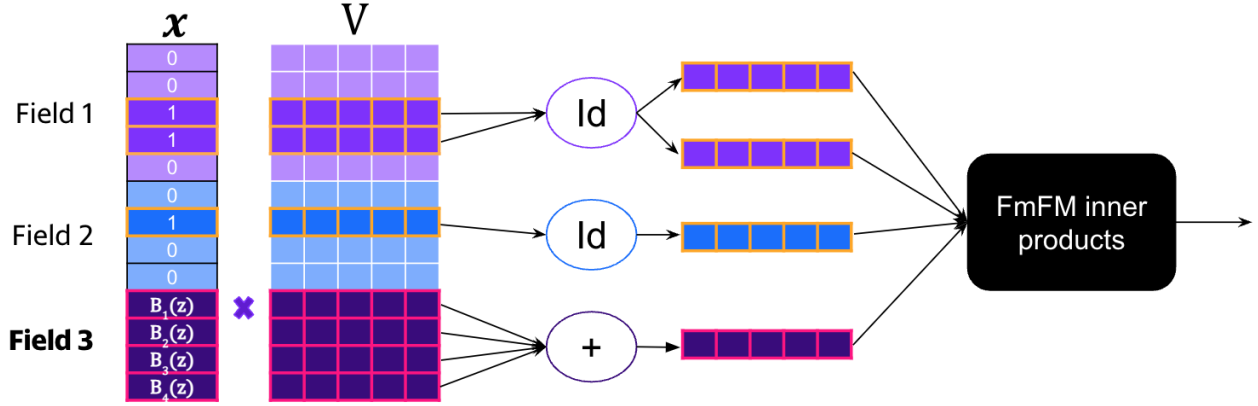 x V
0
0
Field 1 1 Id
1
0
0
Field 2 1 Id
0
0
FmFM inner
products
B₁(z)
Field 3 B₂(z) +
B₃(z)
B₄(z)